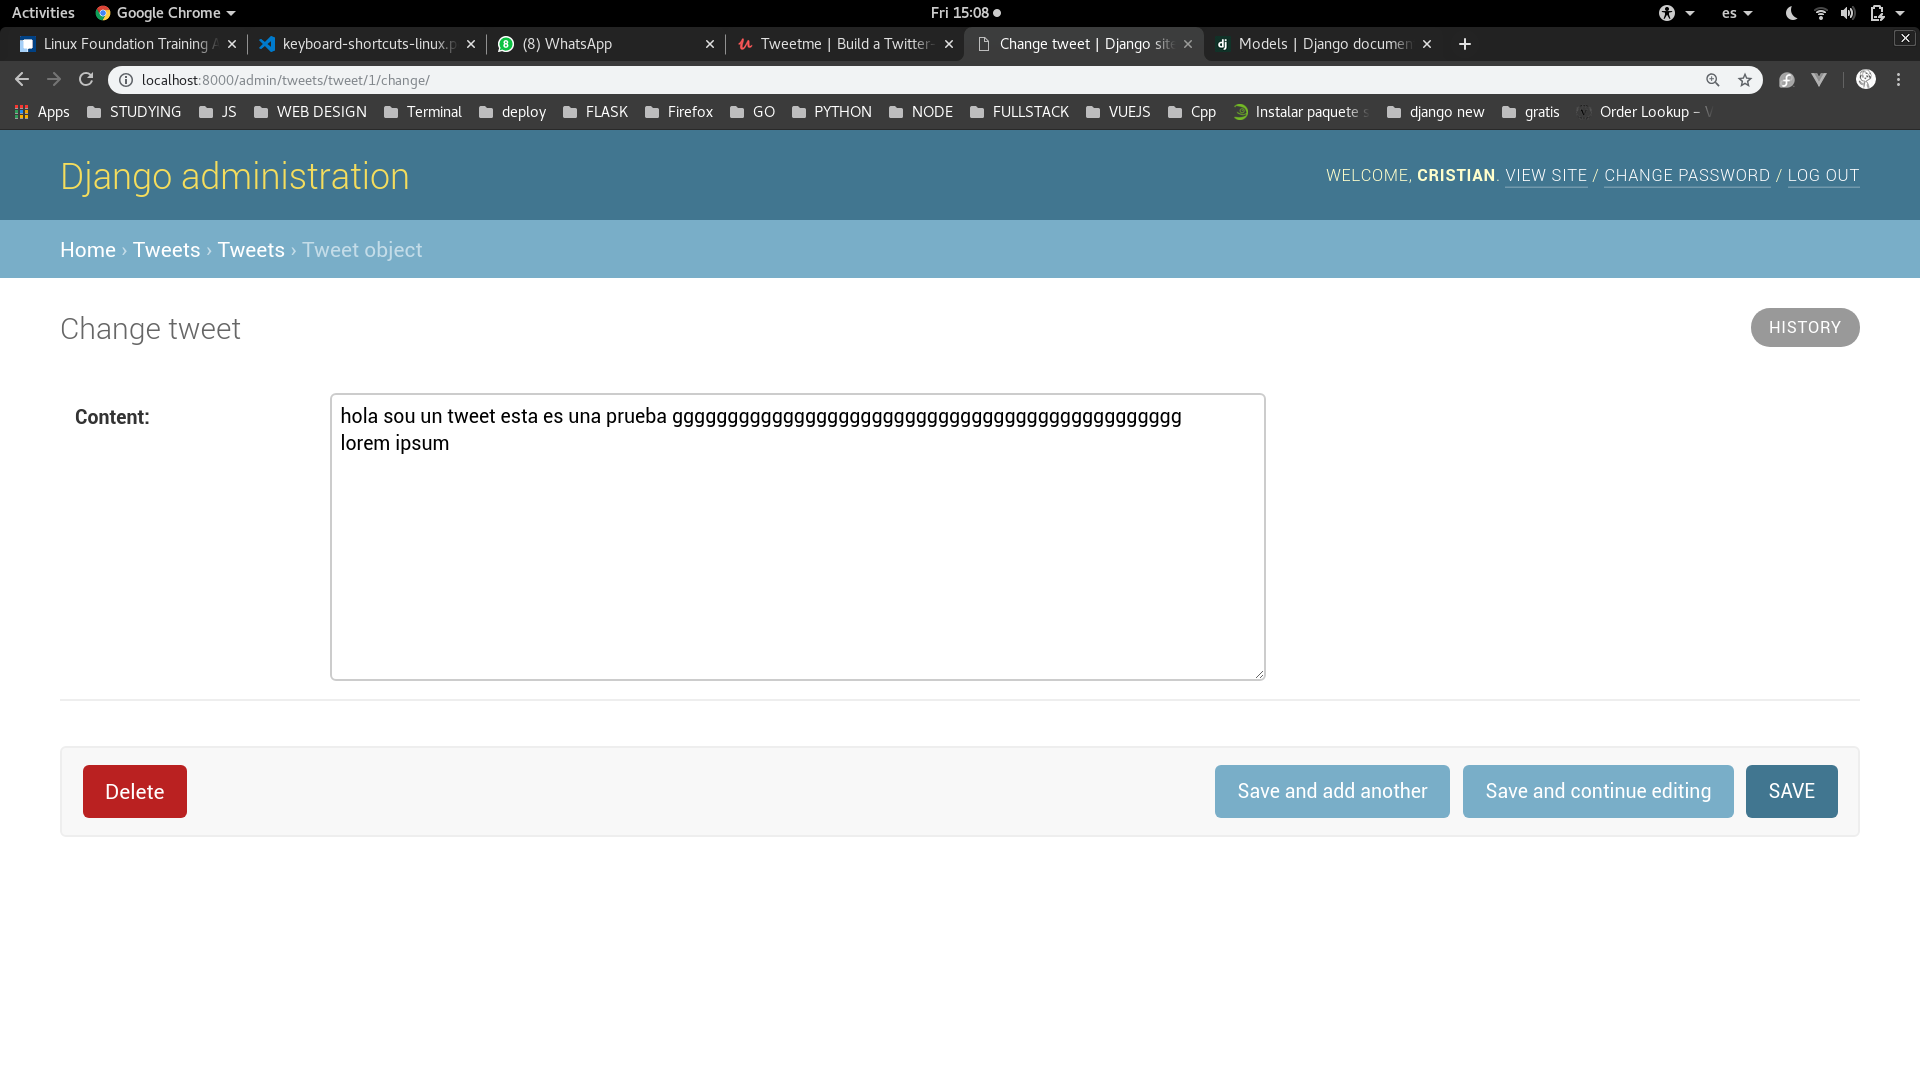 Activities Google Chrome Fri 15:08 es
Linux Foundation Training A keyboard-shortcuts-linux.p (8) WhatsApp Tweetme | Build a Twitter- Change tweet | Django site Models | Django documen
localhost:8000/admin/tweets/tweet/1/change/
Apps STUDYING JS WEB DESIGN Terminal deploy FLASK Firefox GO PYTHON NODE FULLSTACK VUEJS Cpp Instalar paquete s django new gratis Order Lookup – V
Django administration
WELCOME, CRISTIAN. VIEW SITE / CHANGE PASSWORD / LOG OUT
Home › Tweets › Tweets › Tweet object
Change tweet
HISTORY
Content:
hola sou un tweet esta es una prueba gggggggggggggggggggggggggggggggggggggggggggggg
lorem ipsum
Delete
Save and add another
Save and continue editing
SAVE